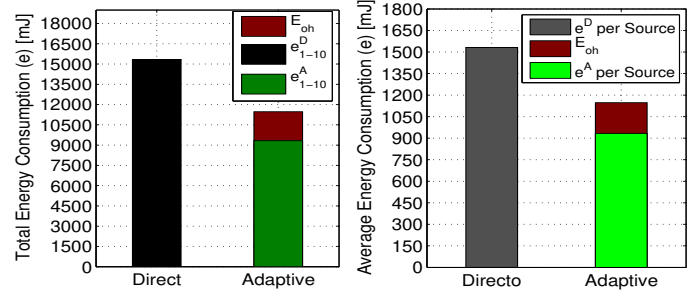 Total Energy Consumption (e) [mJ]
18000
16500
15000
13500
12000
10500
9000
7500
6000
4500
3000
1500
0
E_oh
e^D_1−10
e^A_1−10
Direct
Adaptive
Average Energy Consumption (e) [mJ]
1800
1650
1500
1350
1200
1050
900
750
600
450
300
150
0
e^D per Source
E_oh
e^A per Source
Directo
Adaptive